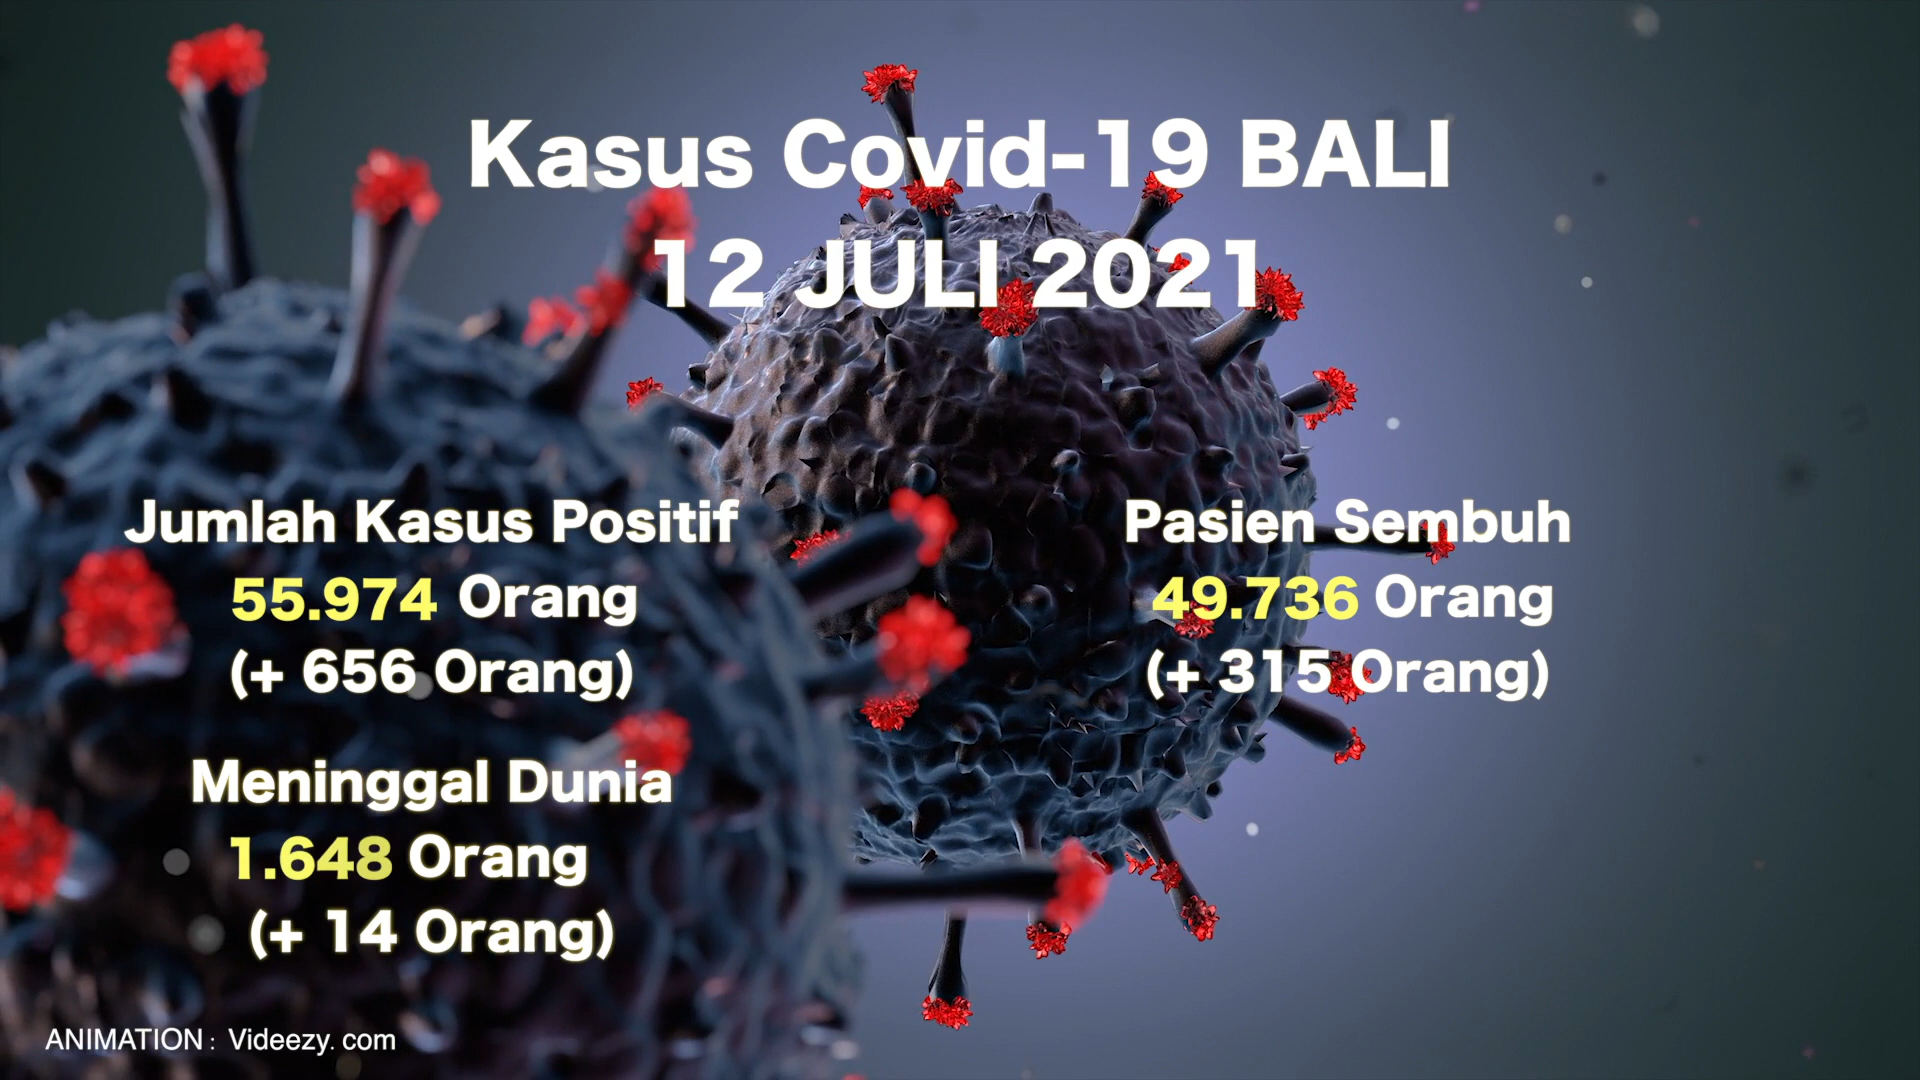 Kasus Covid-19 BALI
12 JULI 2021
Jumlah Kasus Positif
55.974 Orang
(+ 656 Orang)
Pasien Sembuh
49.736 Orang
(+ 315 Orang)
Meninggal Dunia
1.648 Orang
(+ 14 Orang)
ANIMATION : Videezy. com